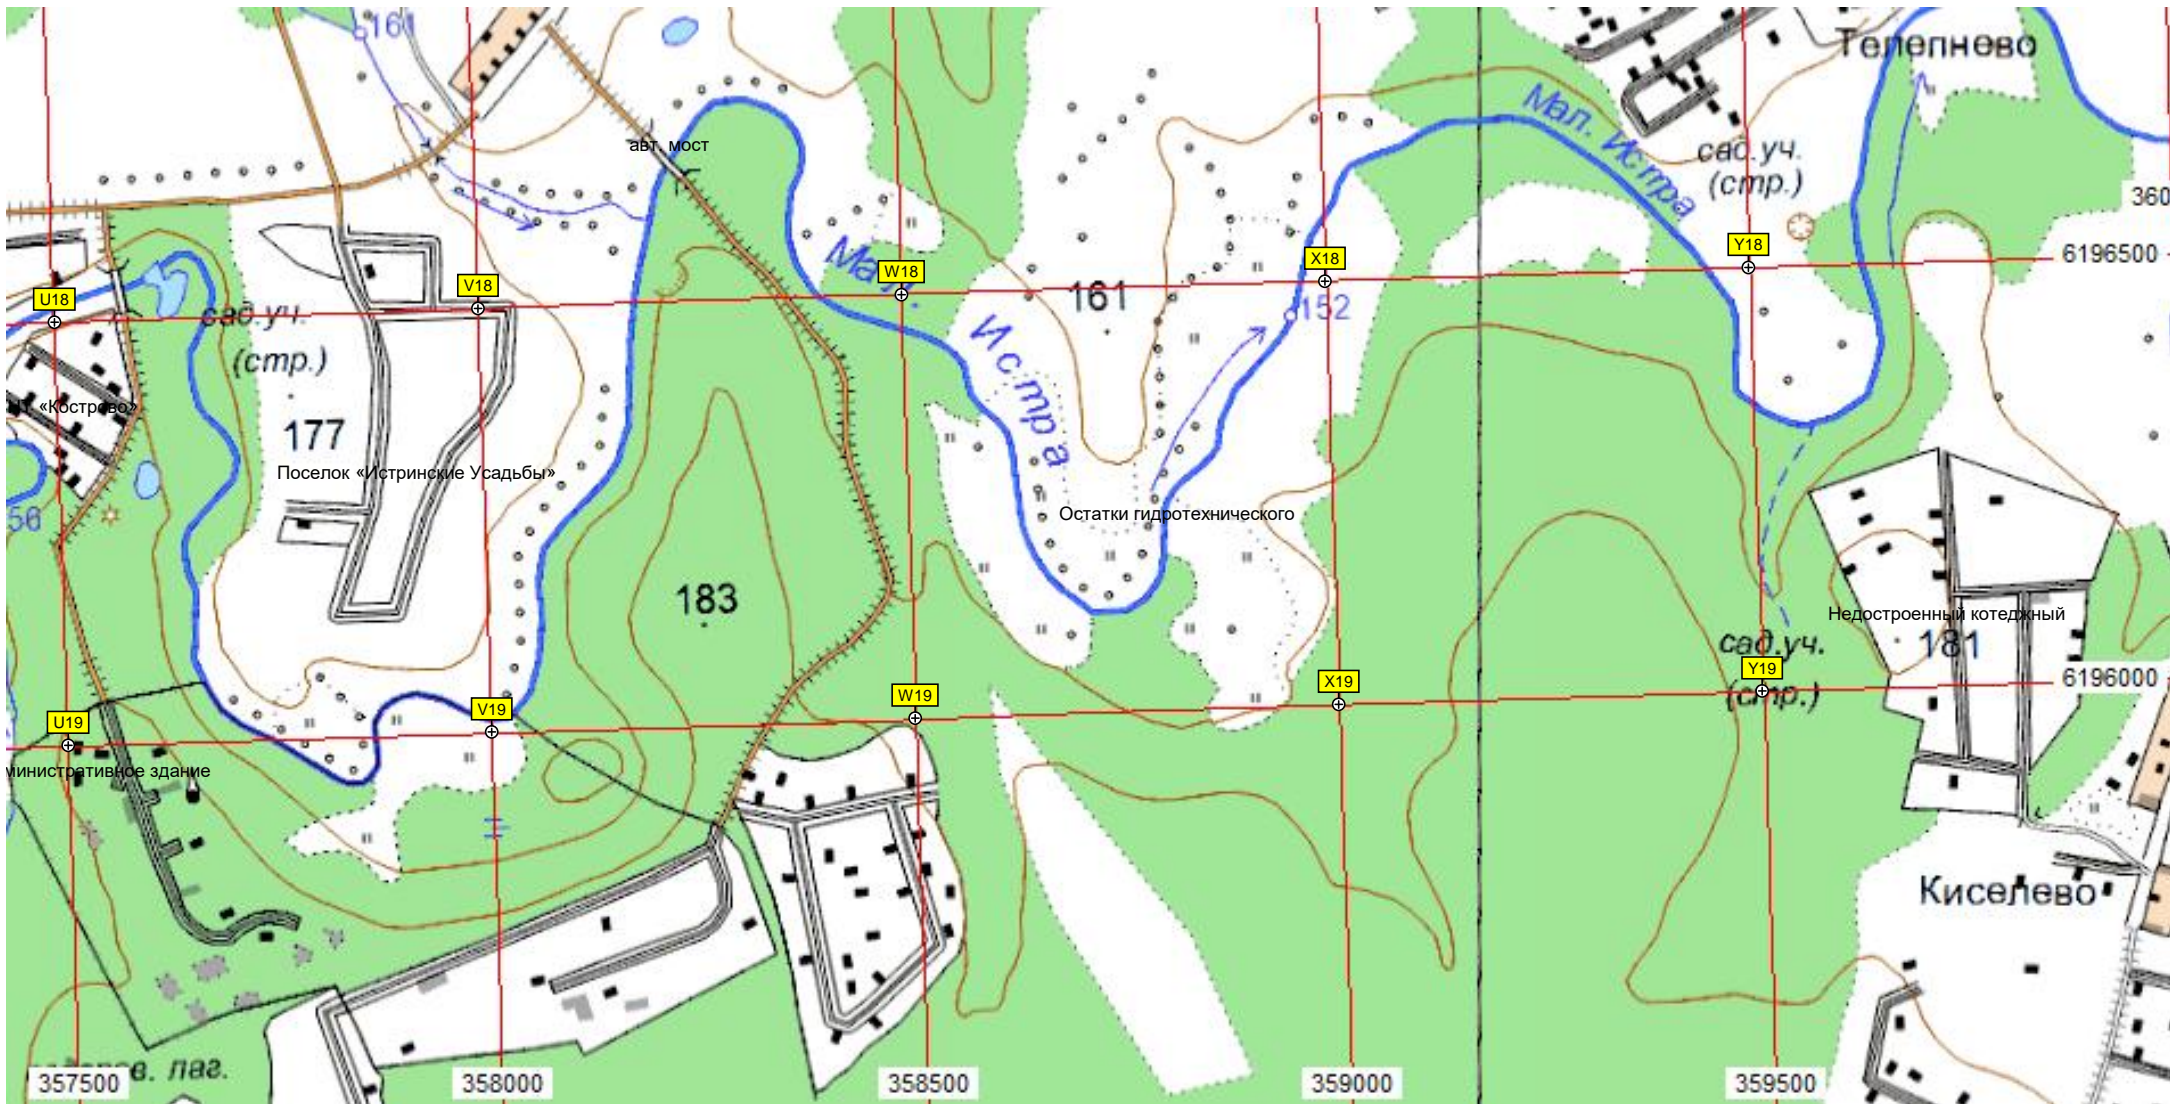 161
Телепнево
авт. мост
Мал. Истра
сад.уч.
(стр.)
360
6196500
Y18
X18
W18
V18
U18
Мал.
Истра
161
152
сад.уч.
(стр.)
«Кострово»
177
Поселок «Истринские Усадьбы»
56
Остатки гидротехнического
183
Недостроенный котеджный
181
сад.уч.
(стр.)
Y19
6196000
X19
W19
V19
U19
министративное здание
Киселево
в. лаг.
357500
358000
358500
359000
359500